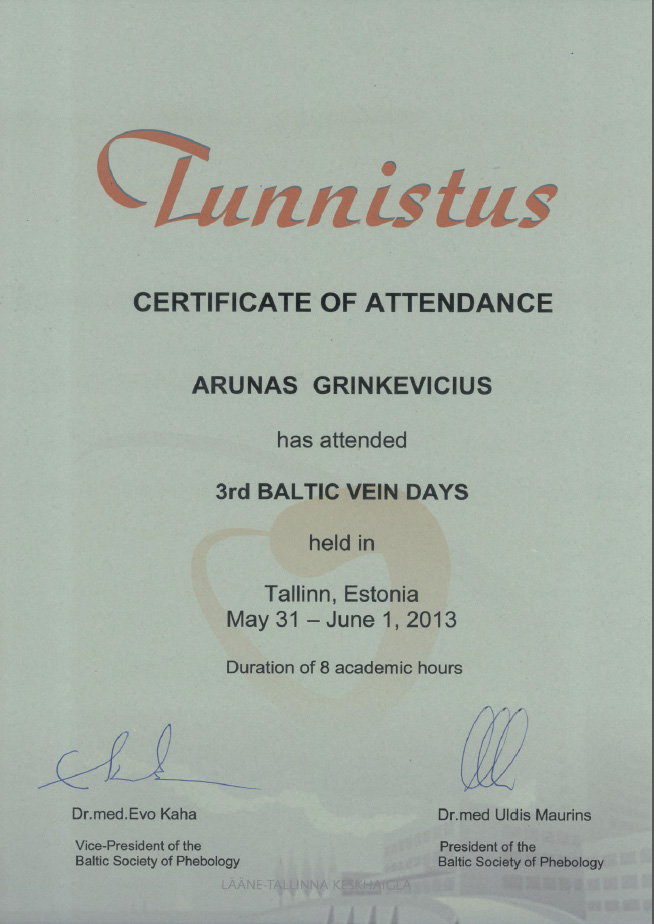 Tunnistus
CERTIFICATE OF ATTENDANCE
ARUNAS GRINKEVICIUS
has attended
3rd BALTIC VEIN DAYS
held in
Tallinn, Estonia
May 31 – June 1, 2013
Duration of 8 academic hours
Dr.med.Evo Kaha
Vice-President of the
Baltic Society of Phebology
Dr.med Uldis Maurins
President of the
Baltic Society of Phebology
LÄÄNE-TALLINNA KESKHAIGLA